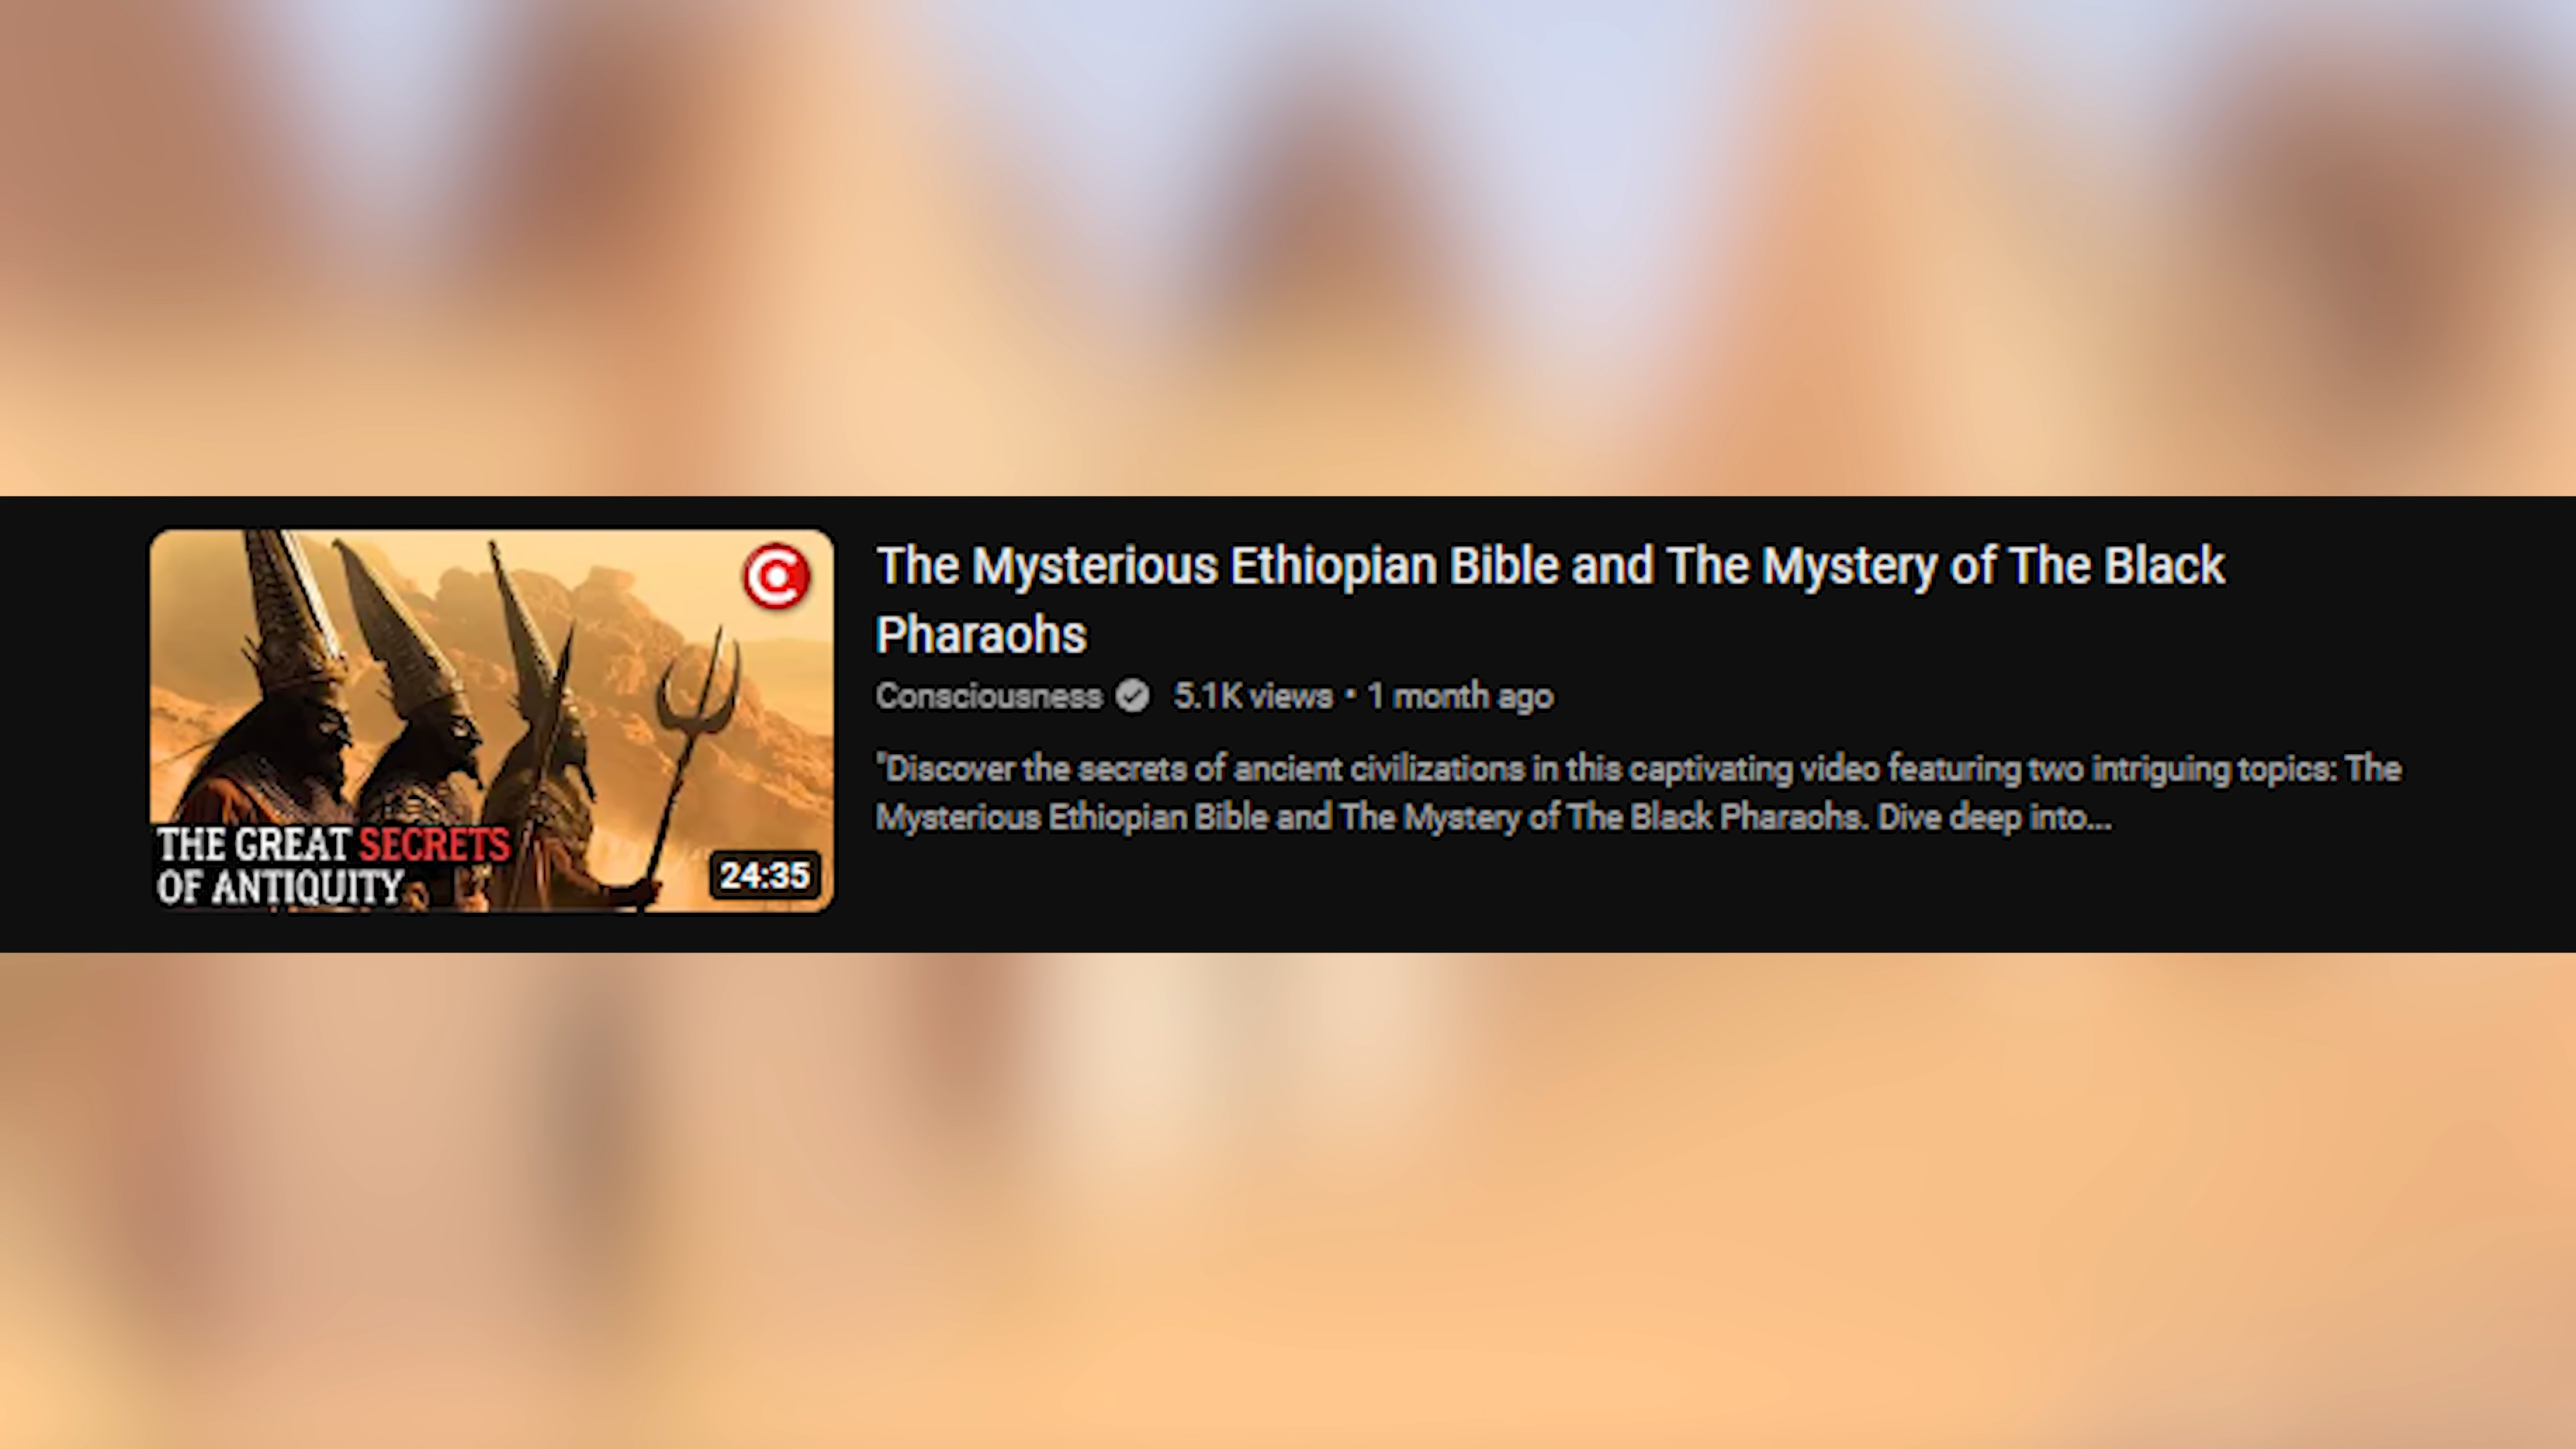 THE GREAT SECRETS
OF ANTIQUITY
24:35
The Mysterious Ethiopian Bible and The Mystery of The Black
Pharaohs
Consciousness 5.1K views • 1 month ago
"Discover the secrets of ancient civilizations in this captivating video featuring two intriguing topics: The
Mysterious Ethiopian Bible and The Mystery of The Black Pharaohs. Dive deep into...